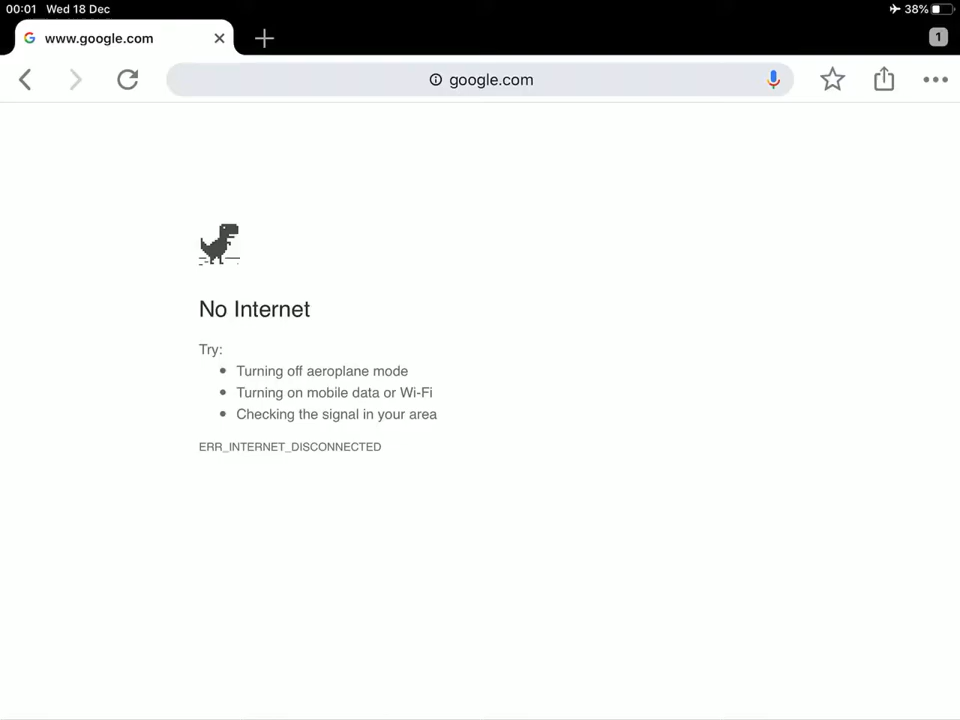 00:01 Wed 18 Dec
38%
www.google.com
1
google.com
No Internet
Try:
• Turning off aeroplane mode
• Turning on mobile data or Wi-Fi
• Checking the signal in your area
ERR_INTERNET_DISCONNECTED